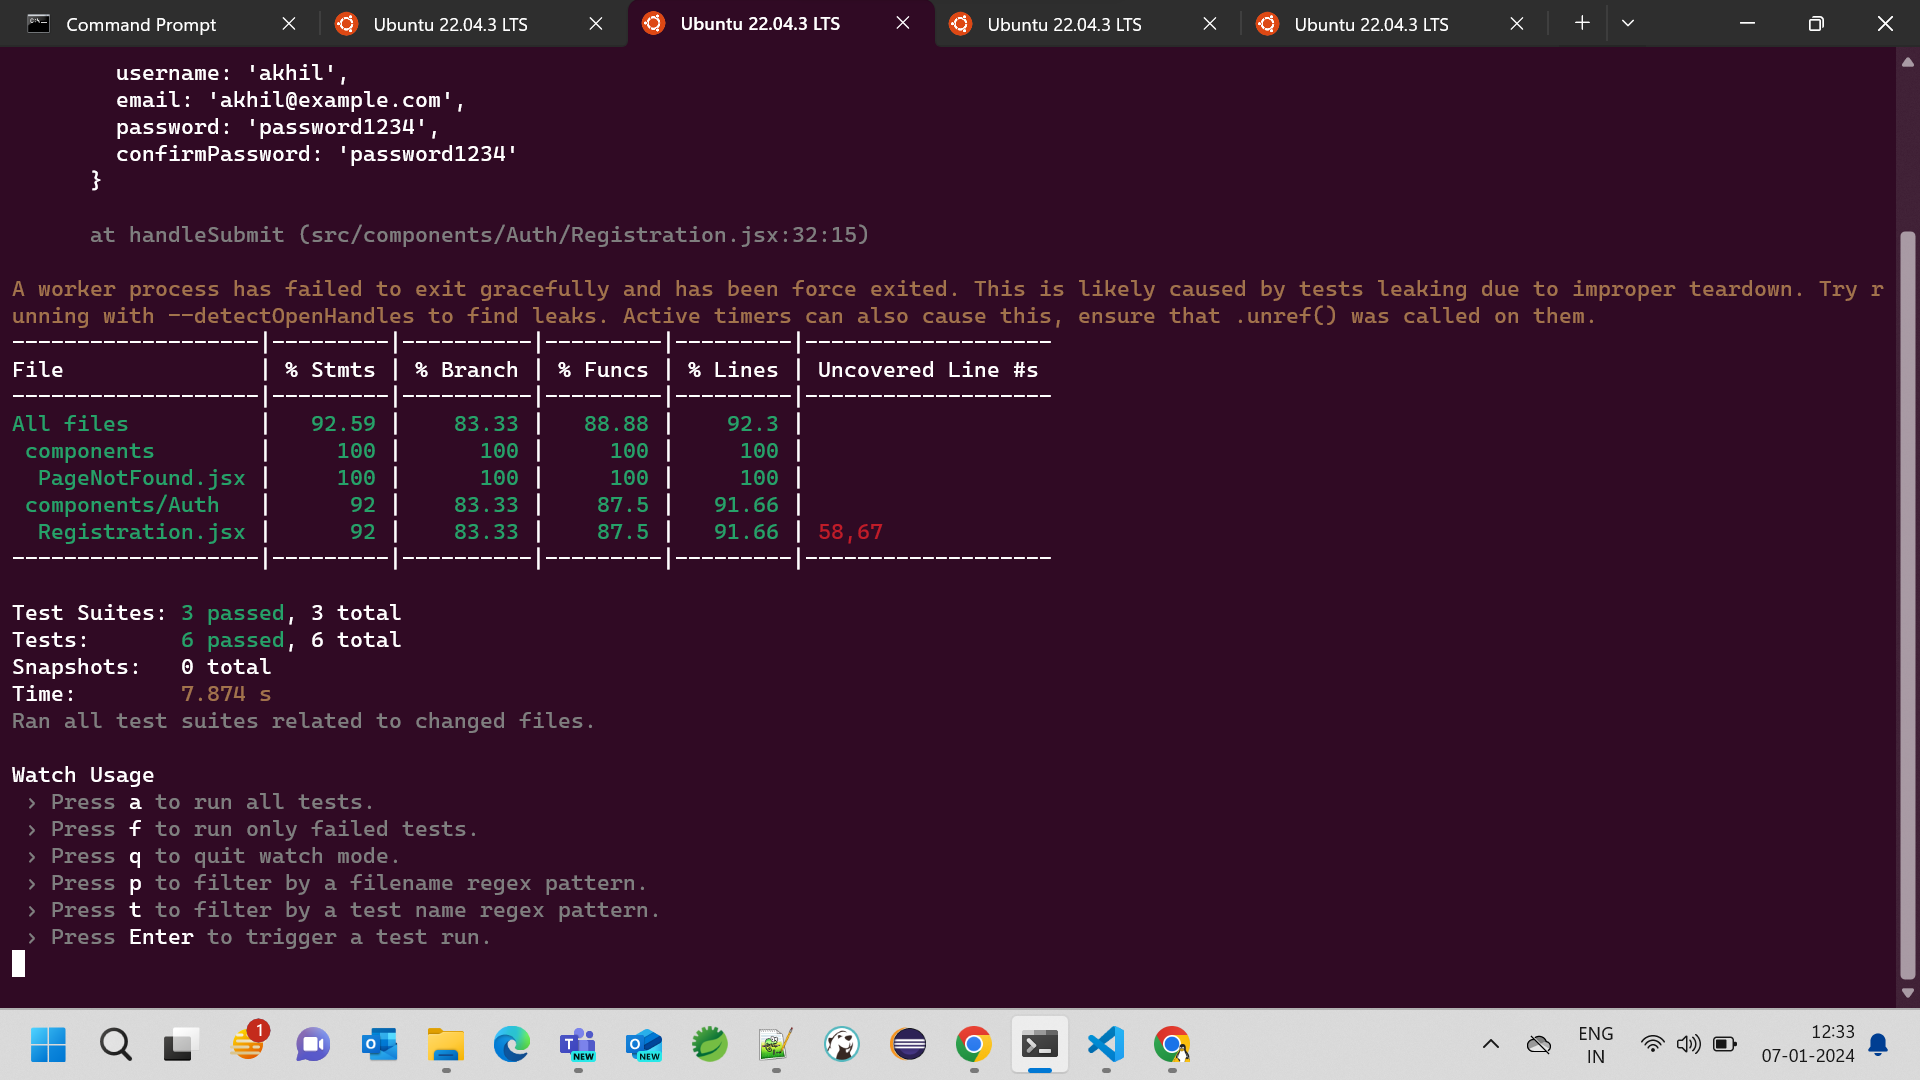 Command Prompt
Ubuntu 22.04.3 LTS
Ubuntu 22.04.3 LTS
Ubuntu 22.04.3 LTS
Ubuntu 22.04.3 LTS
username: 'akhil',
email: 'akhil@example.com',
password: 'password1234',
confirmPassword: 'password1234'
}
at handleSubmit (src/components/Auth/Registration.jsx:32:15)
A worker process has failed to exit gracefully and has been force exited. This is likely caused by tests leaking due to improper teardown. Try r
unning with --detectOpenHandles to find leaks. Active timers can also cause this, ensure that .unref() was called on them.
-------------------|---------|----------|---------|---------|-------------------
File | % Stmts | % Branch | % Funcs | % Lines | Uncovered Line #s
-------------------|---------|----------|---------|---------|-------------------
All files | 92.59 | 83.33 | 88.88 | 92.3 |
components | 100 | 100 | 100 | 100 |
PageNotFound.jsx | 100 | 100 | 100 | 100 |
components/Auth | 92 | 83.33 | 87.5 | 91.66 |
Registration.jsx | 92 | 83.33 | 87.5 | 91.66 | 58,67
-------------------|---------|----------|---------|---------|-------------------
Test Suites: 3 passed, 3 total
Tests: 6 passed, 6 total
Snapshots: 0 total
Time: 7.874 s
Ran all test suites related to changed files.
Watch Usage
› Press a to run all tests.
› Press f to run only failed tests.
› Press q to quit watch mode.
› Press p to filter by a filename regex pattern.
› Press t to filter by a test name regex pattern.
› Press Enter to trigger a test run.
1
NEW
NEW
ENG
IN
12:33
07-01-2024